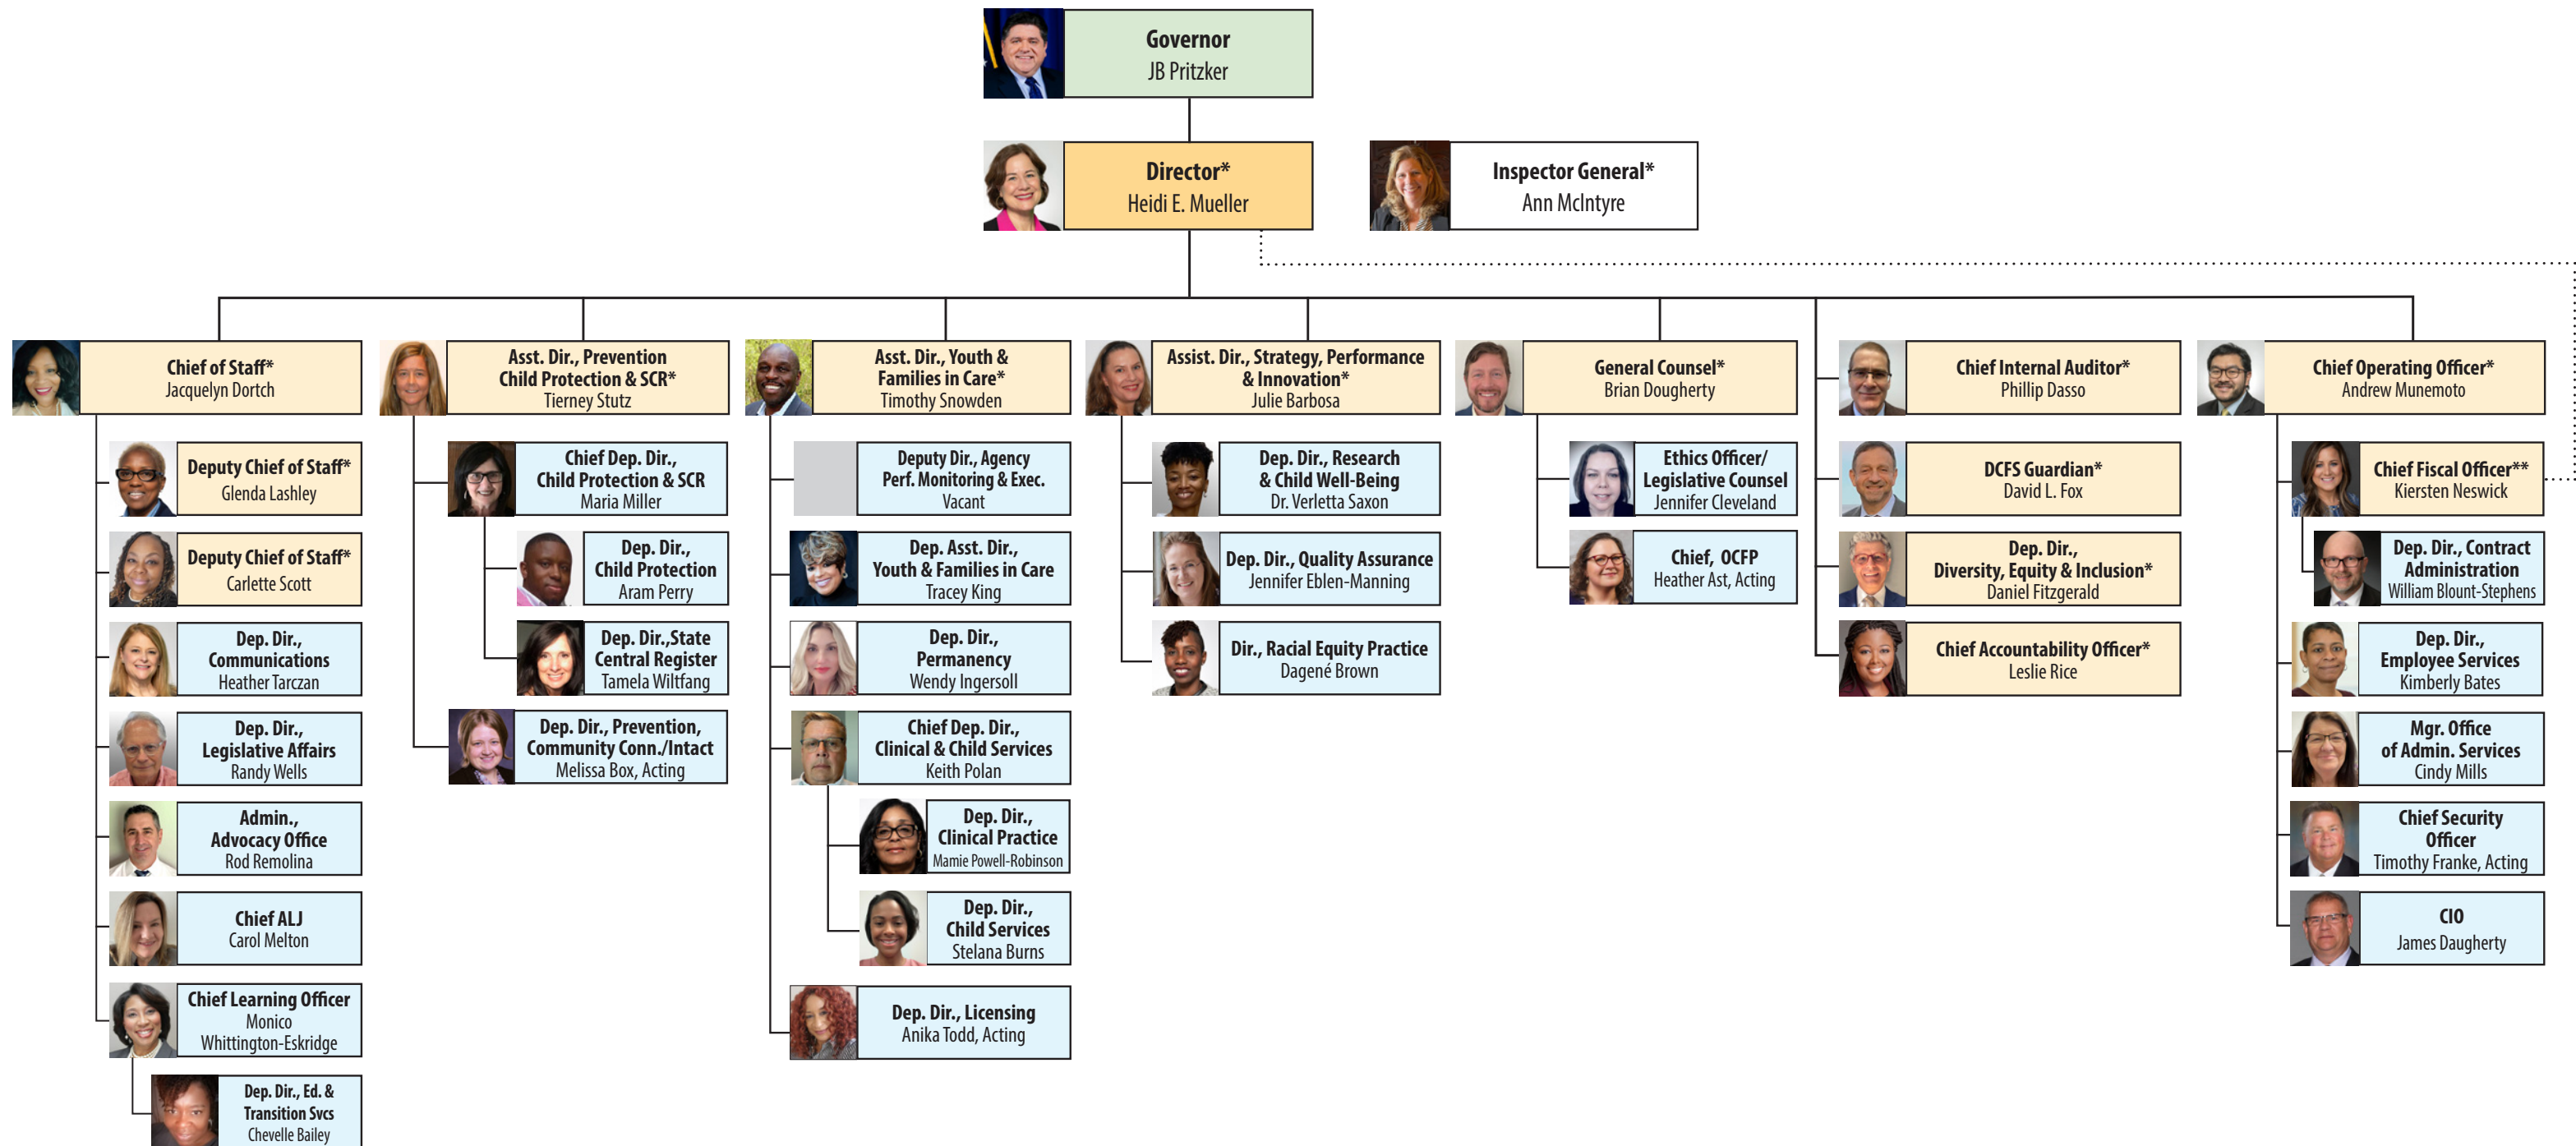 Governor
JB Pritzker
Director*
Heidi E. Mueller
Inspector General*
Ann McIntyre
Chief of Staff*
Jacquelyn Dortch
Deputy Chief of Staff*
Glenda Lashley
Deputy Chief of Staff*
Carlette Scott
Dep. Dir.,
Communications
Heather Tarczan
Dep. Dir.,
Legislative Affairs
Randy Wells
Admin.,
Advocacy Office
Rod Remolina
Chief ALJ
Carol Melton
Chief Learning Officer
Monico
Whittington-Eskridge
Dep. Dir., Ed. &
Transition Svcs
Chevelle Bailey
Asst. Dir., Prevention
Child Protection & SCR*
Tierney Stutz
Chief Dep. Dir.,
Child Protection & SCR
Maria Miller
Dep. Dir.,
Child Protection
Aram Perry
Dep. Dir.,State
Central Register
Tamela Wiltfang
Dep. Dir., Prevention,
Community Conn./Intact
Melissa Box, Acting
Asst. Dir., Youth &
Families in Care*
Timothy Snowden
Deputy Dir., Agency
Perf. Monitoring & Exec.
Vacant
Dep. Asst. Dir.,
Youth & Families in Care
Tracey King
Dep. Dir.,
Permanency
Wendy Ingersoll
Chief Dep. Dir.,
Clinical & Child Services
Keith Polan
Dep. Dir.,
Clinical Practice
Mamie Powell-Robinson
Dep. Dir.,
Child Services
Stelana Burns
Dep. Dir., Licensing
Anika Todd, Acting
Assist. Dir., Strategy, Performance
& Innovation*
Julie Barbosa
Dep. Dir., Research
& Child Well-Being
Dr. Verletta Saxon
Dep. Dir., Quality Assurance
Jennifer Eblen-Manning
Dir., Racial Equity Practice
Dagené Brown
General Counsel*
Brian Dougherty
Ethics Officer/
Legislative Counsel
Jennifer Cleveland
Chief, OCFP
Heather Ast, Acting
Chief Internal Auditor*
Phillip Dasso
DCFS Guardian*
David L. Fox
Dep. Dir.,
Diversity, Equity & Inclusion*
Daniel Fitzgerald
Chief Accountability Officer*
Leslie Rice
Chief Operating Officer*
Andrew Munemoto
Chief Fiscal Officer**
Kiersten Neswick
Dep. Dir., Contract
Administration
William Blount-Stephens
Dep. Dir.,
Employee Services
Kimberly Bates
Mgr. Office
of Admin. Services
Cindy Mills
Chief Security
Officer
Timothy Franke, Acting
CIO
James Daugherty